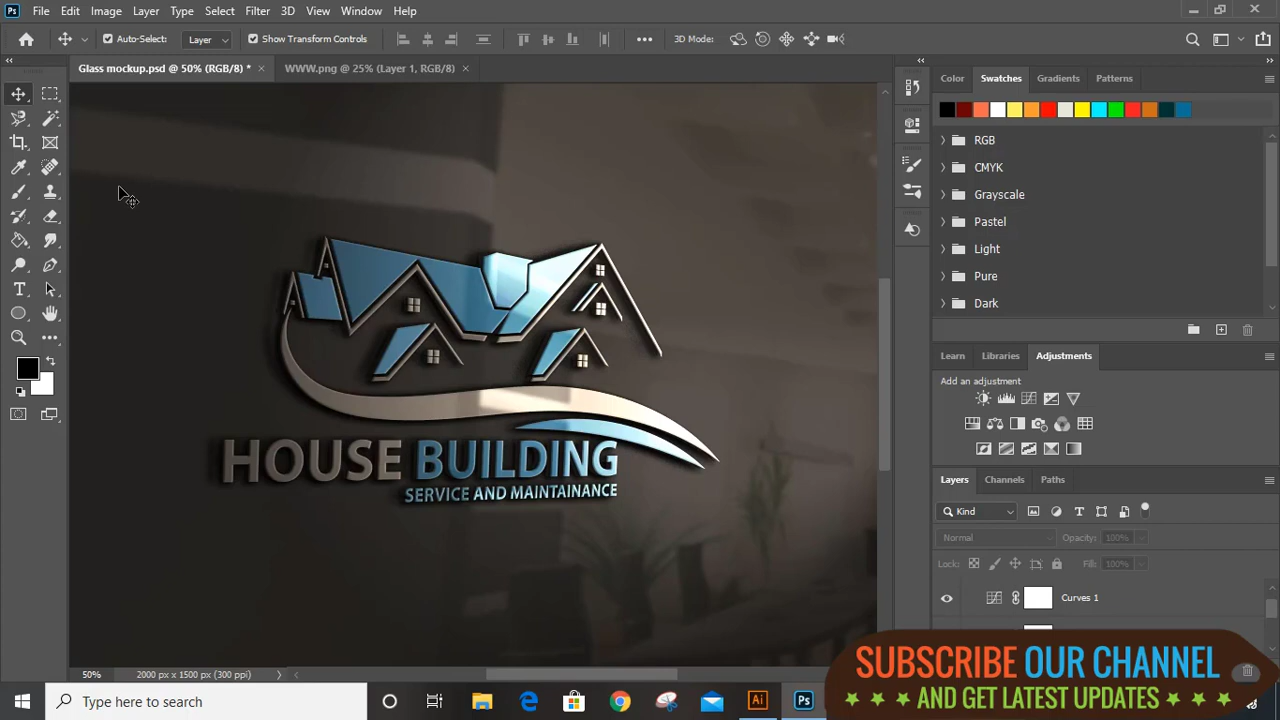 Ps File Edit Image Layer Type Select Filter 3D View Window Help
Auto-Select: Layer Show Transform Controls 3D Mode:
Glass mockup.psd @ 50% (RGB/8) * WWW.png @ 25% (Layer 1, RGB/8)
Color Swatches Gradients Patterns
RGB
CMYK
Grayscale
Pastel
Light
Pure
Dark
Learn Libraries Adjustments
Add an adjustment
Layers Channels Paths
Kind
Normal Opacity: 100%
Lock: Fill: 100%
Curves 1
HOUSE BUILDING
SERVICE AND MAINTAINANCE
50% 2000 px x 1500 px (300 ppi)
SUBSCRIBE OUR CHANNEL
AND GET LATEST UPDATES
Type here to search
Ai Ps